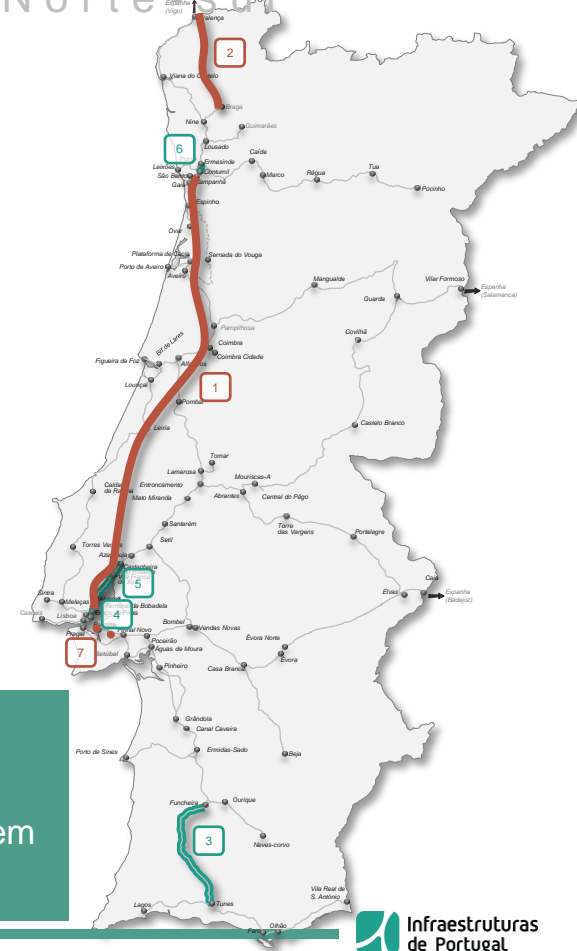 Norte Sul
Espanha
(Vigo)
Valença
2
Viana do Castelo
Braga
Nine
Guimarães
6
Lousado
Ermesinde
Caíde
Leixões
Contumil
São Bento
Campanhã
Marco
Régua
Tua
Gaia
Pocinho
Espinho
Ovar
Plataforma de Cacia
Sernada do Vouga
Porto de Aveiro
Aveiro
Mangualde
Vilar Formoso
Espanha
(Salamanca)
Guarda
Pampilhosa
Covilhã
Bif. de Lares
Coimbra
Coimbra Cidade
Figueira da Foz
Louriçal
1
Pombal
Leiria
Castelo Branco
Tomar
Lamarosa
Caldas
da Rainha
Entroncamento
Mouriscas-A
Mato Miranda
Abrantes
Central do Pêgo
Santarém
Torre
das Vargens
Portelegre
Setil
Torres Vedras
Azambuja
Castanheira
5
Caia
Elvas
Espanha
(Badajoz)
Sintra
Meleças
Bobadela
Cascais
Lisboa
4
Bombel
Vendas Novas
Pragal
Pinhal Novo
Poceirão
Évora Norte
7
Setúbal
Águas de Moura
Évora
Pinheiro
Casa Branca
Grândola
Canal Caveira
Porto de Sines
Ermidas-Sado
Beja
em
Funcheira
Ourique
3
Neves-corvo
Vila Real de
S. António
Lagos
Tunes
Olhão
Faro
Infraestruturas
de Portugal